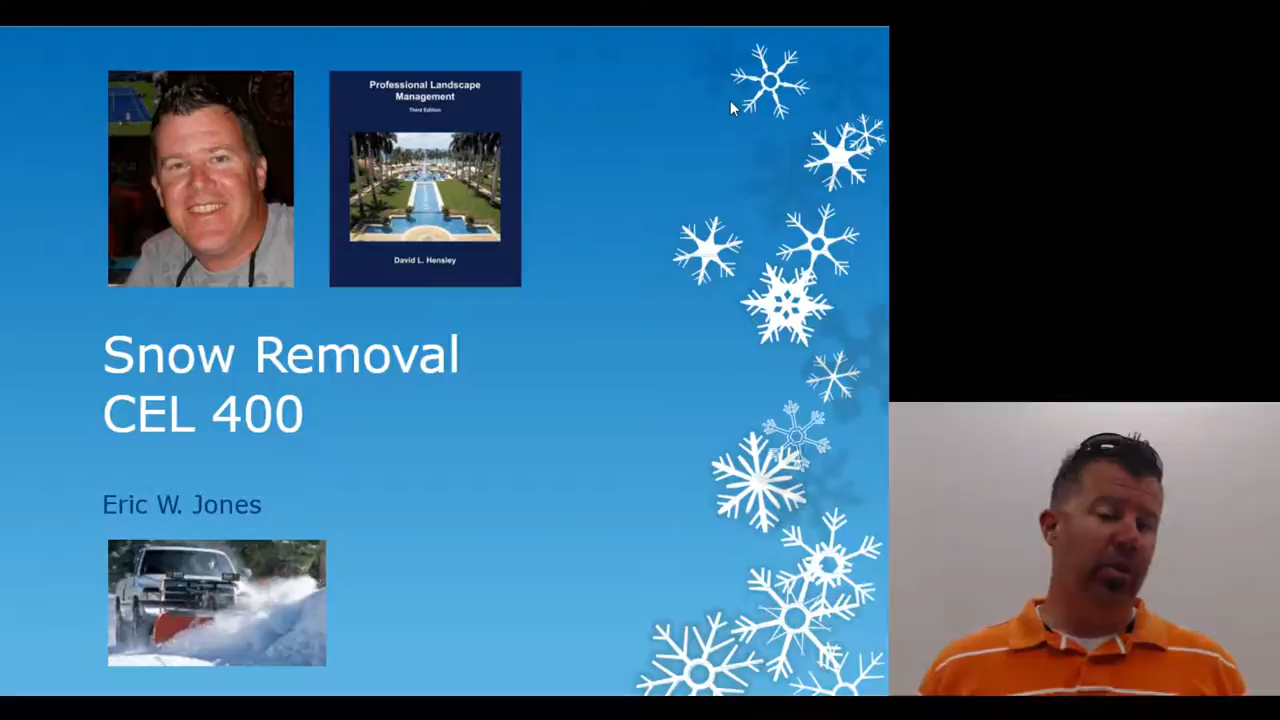 Professional Landscape
Management
Third Edition
David L. Hensley
Snow Removal
CEL 400
Eric W. Jones